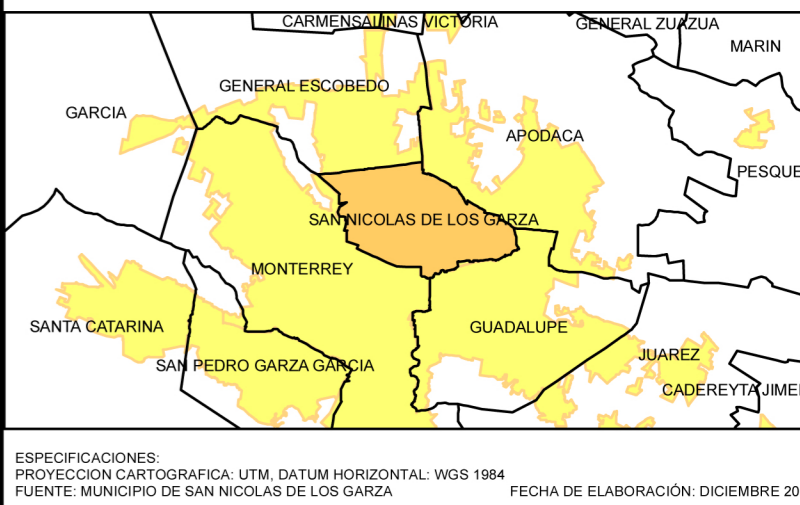 CARMEN SALINAS VICTORIA
GENERAL ZUAZUA
MARIN
GENERAL ESCOBEDO
GARCIA
APODACA
PESQUE
SAN NICOLAS DE LOS GARZA
MONTERREY
SANTA CATARINA
GUADALUPE
JUAREZ
SAN PEDRO GARZA GARCIA
CADEREYTA JIME
ESPECIFICACIONES:
PROYECCION CARTOGRAFICA: UTM, DATUM HORIZONTAL: WGS 1984
FUENTE: MUNICIPIO DE SAN NICOLAS DE LOS GARZA
FECHA DE ELABORACIÓN: DICIEMBRE 20